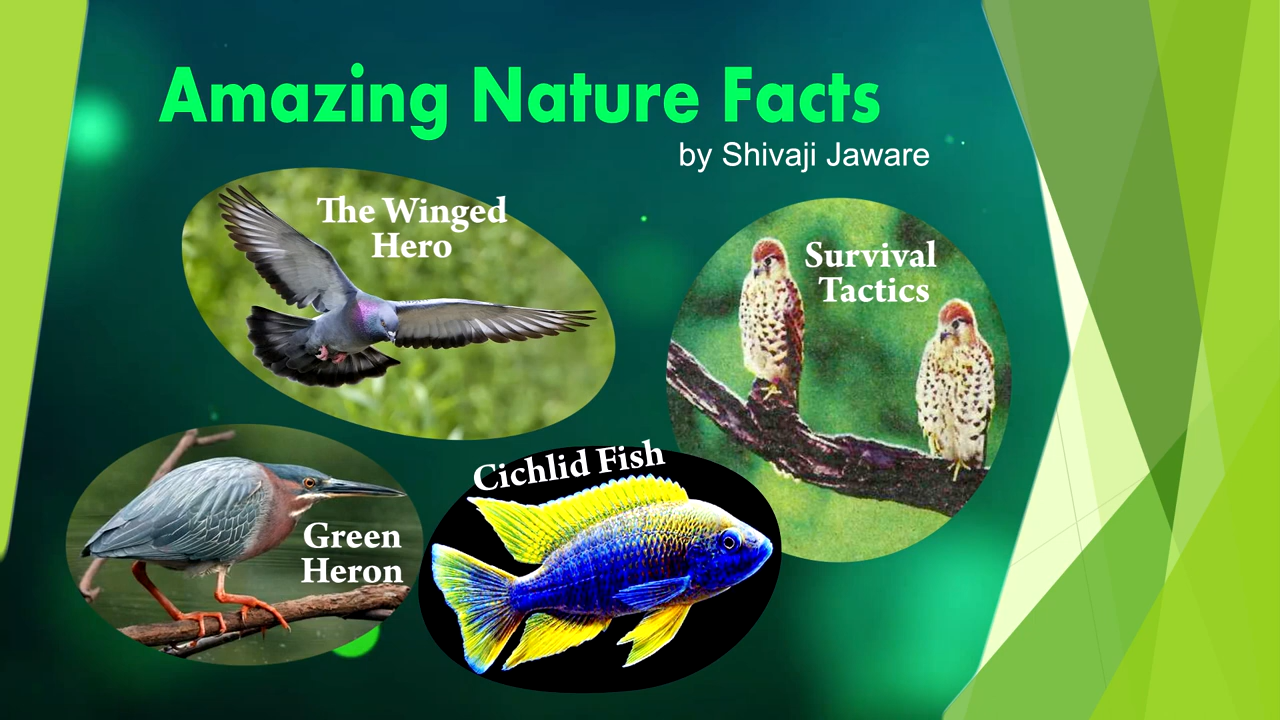 Amazing Nature Facts
by Shivaji Jaware
The Winged
Hero
Survival
Tactics
Cichlid Fish
Green
Heron